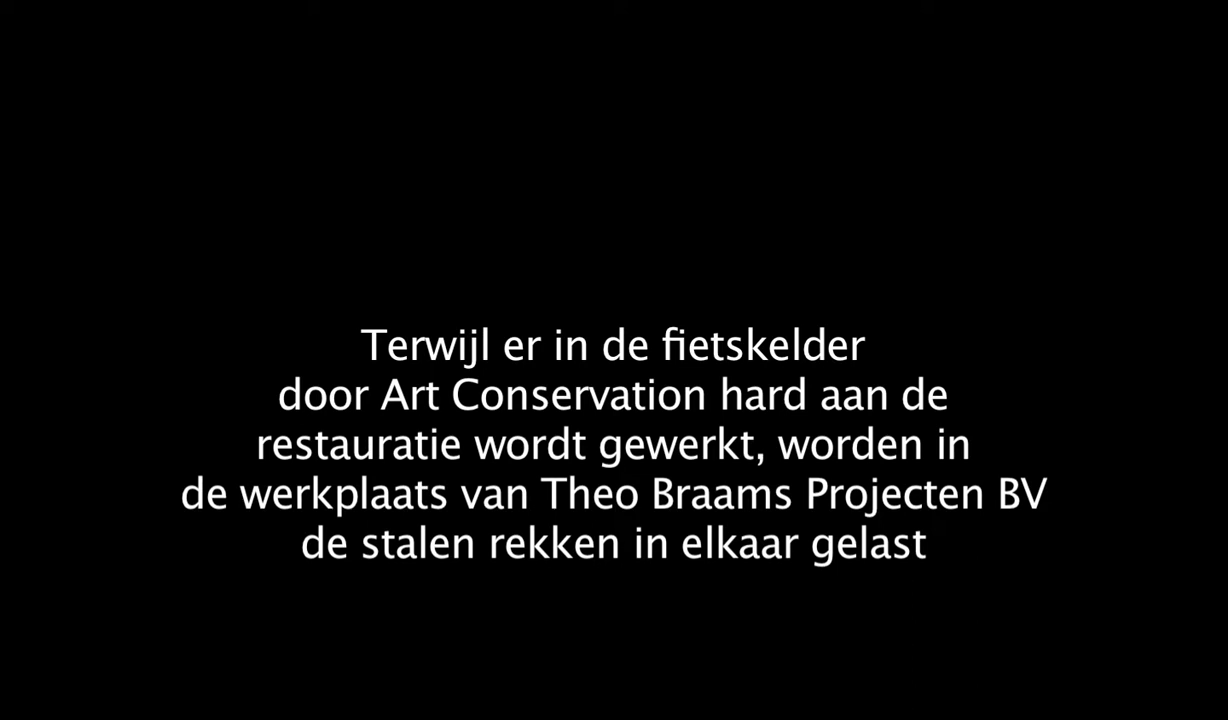 Terwijl er in de fietskelder
door Art Conservation hard aan de
restauratie wordt gewerkt, worden in
de werkplaats van Theo Braams Projecten BV
de stalen rekken in elkaar gelast